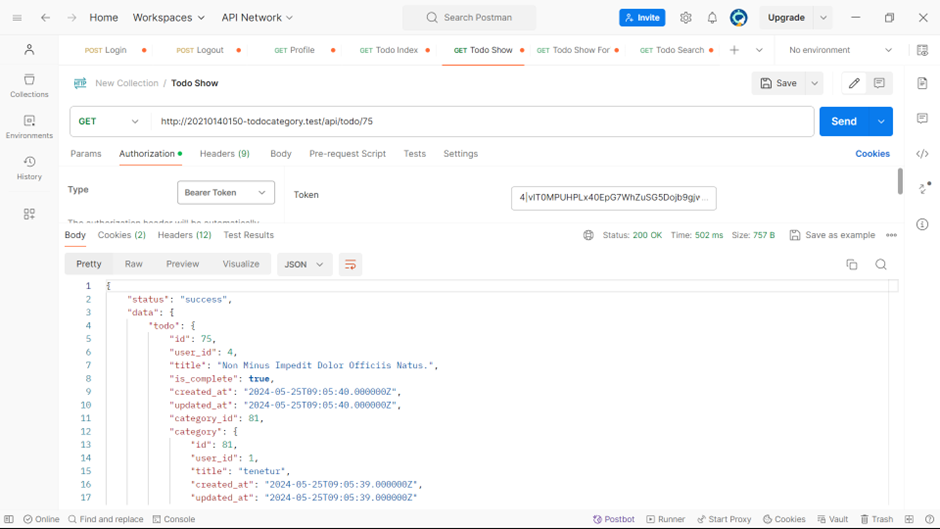 Home Workspaces API Network Search Postman Invite Upgrade
POST Login POST Logout GET Profile GET Todo Index GET Todo Show GET Todo Show For GET Todo Search No environment
New Collection / Todo Show Save
Collections
Environments
History
GET http://20210140150-todocategory.test/api/todo/75 Send
Params Authorization Headers (9) Body Pre-request Script Tests Settings Cookies
Type Bearer Token Token 4|vIT0MPUHPLx40EpG7WhZuSG5Dojb9gjv...
The authorization header will be automatically
Body Cookies (2) Headers (12) Test Results Status: 200 OK Time: 502 ms Size: 757 B Save as example
Pretty Raw Preview Visualize JSON
1 {
2 "status": "success",
3 "data": {
4 "todo": {
5 "id": 75,
6 "user_id": 4,
7 "title": "Non Minus Impedit Dolor Officiis Natus.",
8 "is_complete": true,
9 "created_at": "2024-05-25T09:05:40.000000Z",
10 "updated_at": "2024-05-25T09:05:40.000000Z",
11 "category_id": 81,
12 "category": {
13 "id": 81,
14 "user_id": 1,
15 "title": "tenetur",
16 "created_at": "2024-05-25T09:05:39.000000Z",
17 "updated_at": "2024-05-25T09:05:39.000000Z"
Online Find and replace Console Postbot Runner Start Proxy Cookies Vault Trash